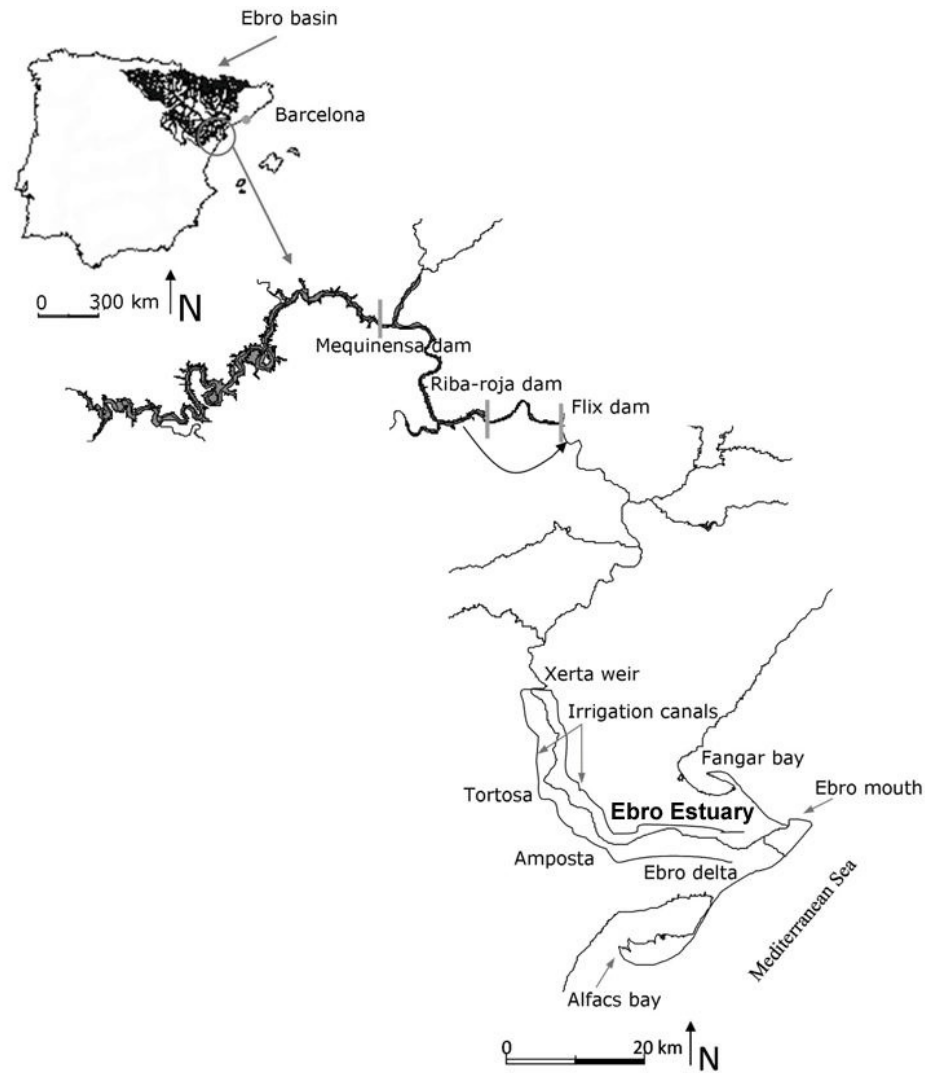 Ebro basin
Barcelona
0 300 km
N
Mequinensa dam
Riba-roja dam
Flix dam
Xerta weir
Irrigation canals
Fangar bay
Ebro mouth
Tortosa
Ebro Estuary
Amposta
Ebro delta
Mediterranean Sea
Alfacs bay
0 20 km
N